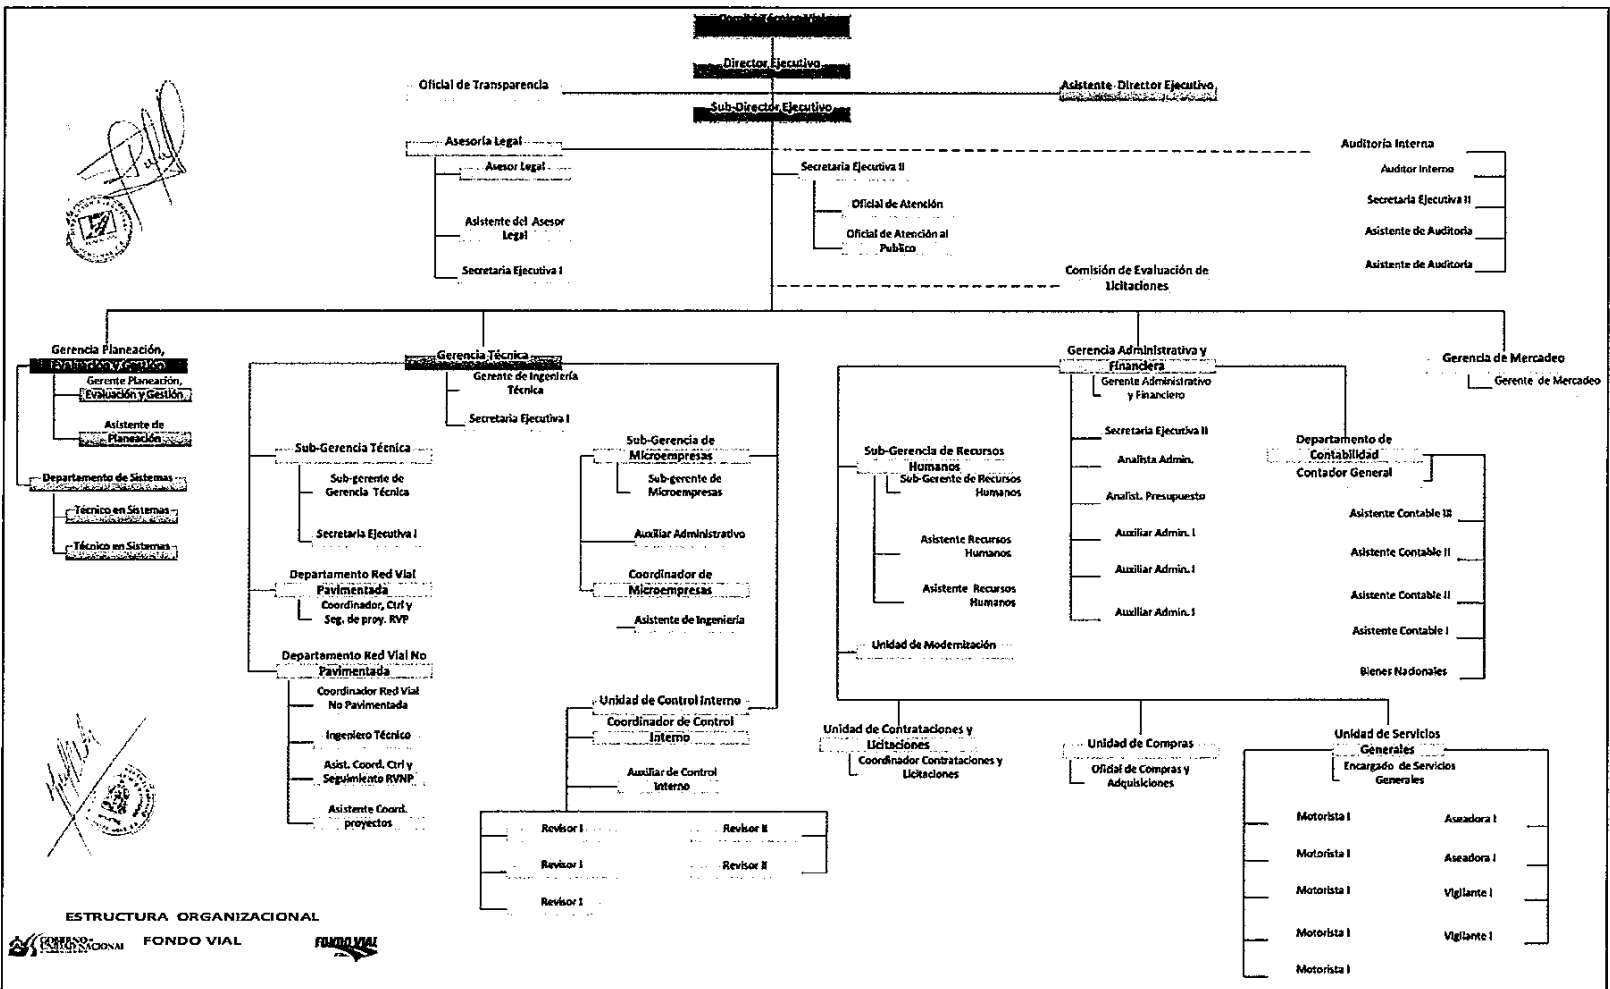 Comité Técnico Vial
Director Ejecutivo
Oficial de Transparencia
Asistente Director Ejecutivo
Sub-Director Ejecutivo
Asesoría Legal
Asesor Legal
Asistente del Asesor
Legal
Secretaria Ejecutiva I
Secretaria Ejecutiva II
Oficial de Atención
Oficial de Atención al
Publico
Auditoría Interna
Auditor Interno
Secretaria Ejecutiva II
Asistente de Auditoria
Asistente de Auditoria
Comisión de Evaluación de
Licitaciones
Gerencia Planeación,
Evaluación y Gestión
Gerente Planeación,
Evaluación y Gestión
Asistente de
Planeación
Departamento de Sistemas
Técnico en Sistemas
Técnico en Sistemas
Gerencia Técnica
Gerente de Ingeniería
Técnica
Secretaria Ejecutiva I
Sub-Gerencia Técnica
Sub-gerente de
Gerencia Técnica
Secretaria Ejecutiva I
Departamento Red Vial
Pavimentada
Coordinador, Ctrl y
Seg. de proy. RVP
Departamento Red Vial No
Pavimentada
Coordinador Red Vial
No Pavimentada
Ingeniero Técnico
Asist. Coord. Ctrl y
Seguimiento RVNP
Asistente Coord.
proyectos
Sub-Gerencia de
Microempresas
Sub-gerente de
Microempresas
Auxiliar Administrativo
Coordinador de
Microempresas
Asistente de Ingeniería
Unidad de Control Interno
Coordinador de Control
Interno
Auxiliar de Control
Interno
Revisor I
Revisor II
Revisor I
Revisor II
Revisor I
Gerencia Administrativa y
Financiera
Gerente Administrativo
y Financiero
Secretaria Ejecutiva II
Analista Admin.
Analist. Presupuesto
Auxiliar Admin. I
Auxiliar Admin. I
Auxiliar Admin. I
Sub-Gerencia de Recursos
Humanos
Sub-Gerente de Recursos
Humanos
Asistente Recursos
Humanos
Asistente Recursos
Humanos
Unidad de Modernización
Departamento de
Contabilidad
Contador General
Asistente Contable III
Asistente Contable II
Asistente Contable II
Asistente Contable I
Bienes Nacionales
Gerencia de Mercadeo
Gerente de Mercadeo
Unidad de Contrataciones y
Licitaciones
Coordinador Contrataciones y
Licitaciones
Unidad de Compras
Oficial de Compras y
Adquisiciones
Unidad de Servicios
Generales
Encargado de Servicios
Generales
Motorista I
Aseadora I
Motorista I
Aseadora I
Motorista I
Vigilante I
Motorista I
Vigilante I
Motorista I
ESTRUCTURA ORGANIZACIONAL
FONDO VIAL
GOBIERNO DE
UNIDAD NACIONAL
FONDO VIAL